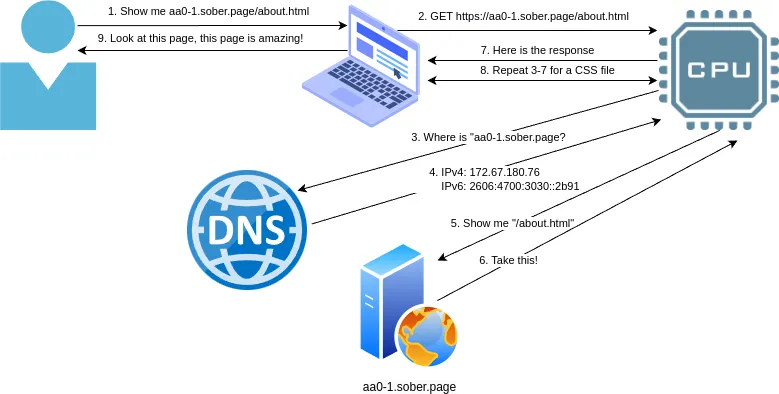 1. Show me aa0-1.sober.page/about.html
2. GET https://aa0-1.sober.page/about.html
9. Look at this page, this page is amazing!
7. Here is the response
8. Repeat 3-7 for a CSS file
CPU
3. Where is "aa0-1.sober.page?
4. IPv4: 172.67.180.76
IPv6: 2606:4700:3030::2b91
DNS
5. Show me "/about.html"
6. Take this!
aa0-1.sober.page